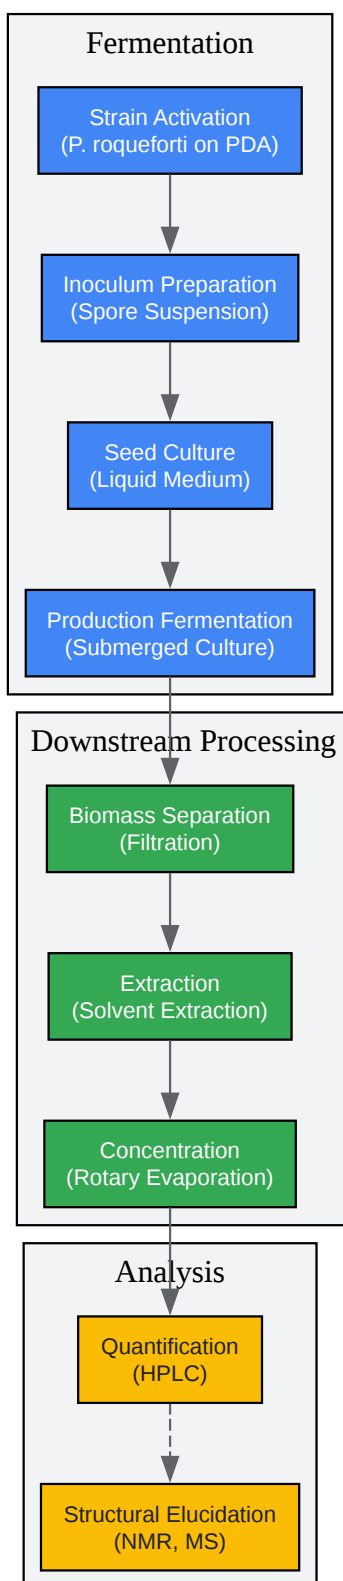 Fermentation
Strain Activation
(P. roqueforti on PDA)
Inoculum Preparation
(Spore Suspension)
Seed Culture
(Liquid Medium)
Production Fermentation
(Submerged Culture)
Downstream Processing
Biomass Separation
(Filtration)
Extraction
(Solvent Extraction)
Concentration
(Rotary Evaporation)
Analysis
Quantification
(HPLC)
Structural Elucidation
(NMR, MS)